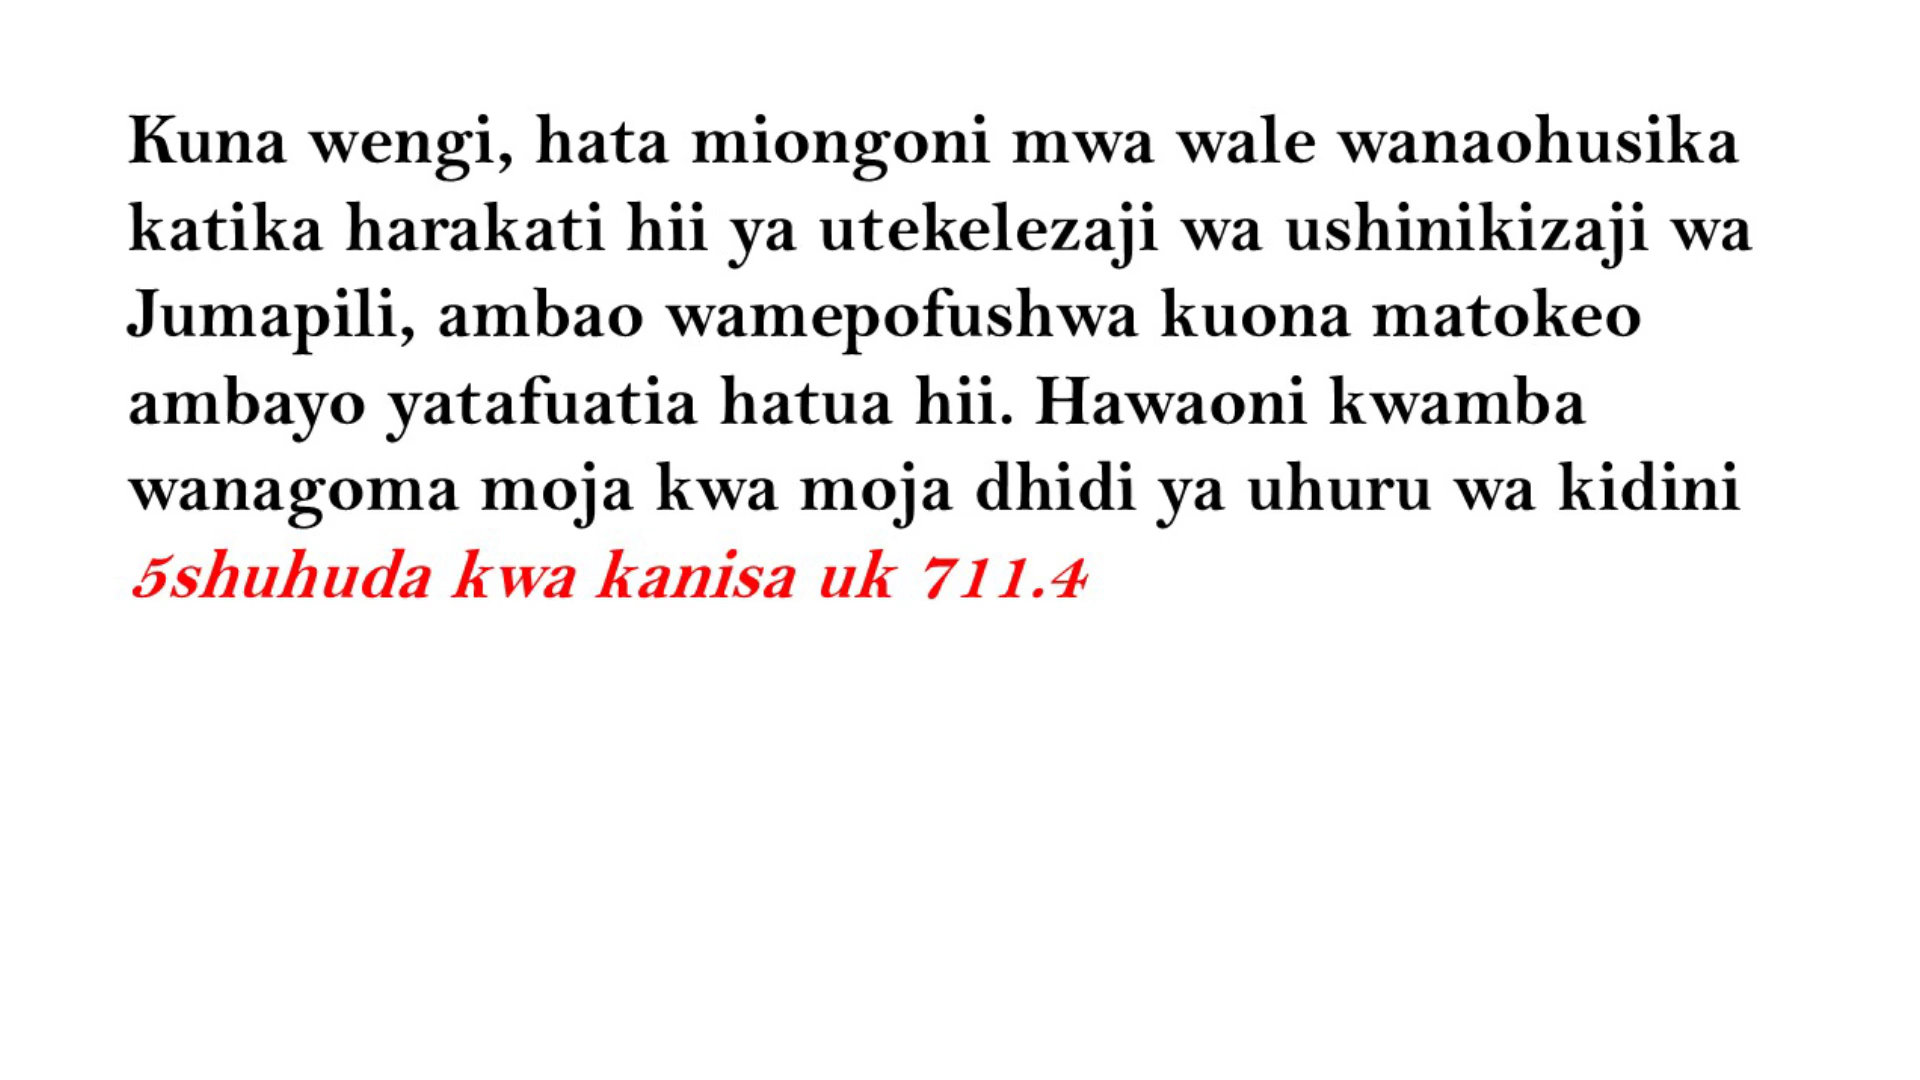 Kuna wengi, hata miongoni mwa wale wanaohusika
katika harakati hii ya utekelezaji wa ushinikizaji wa
Jumapili, ambao wamepofushwa kuona matokeo
ambayo yatafuatia hatua hii. Hawaoni kwamba
wanagoma moja kwa moja dhidi ya uhuru wa kidini
5shuhuda kwa kanisa uk 711.4